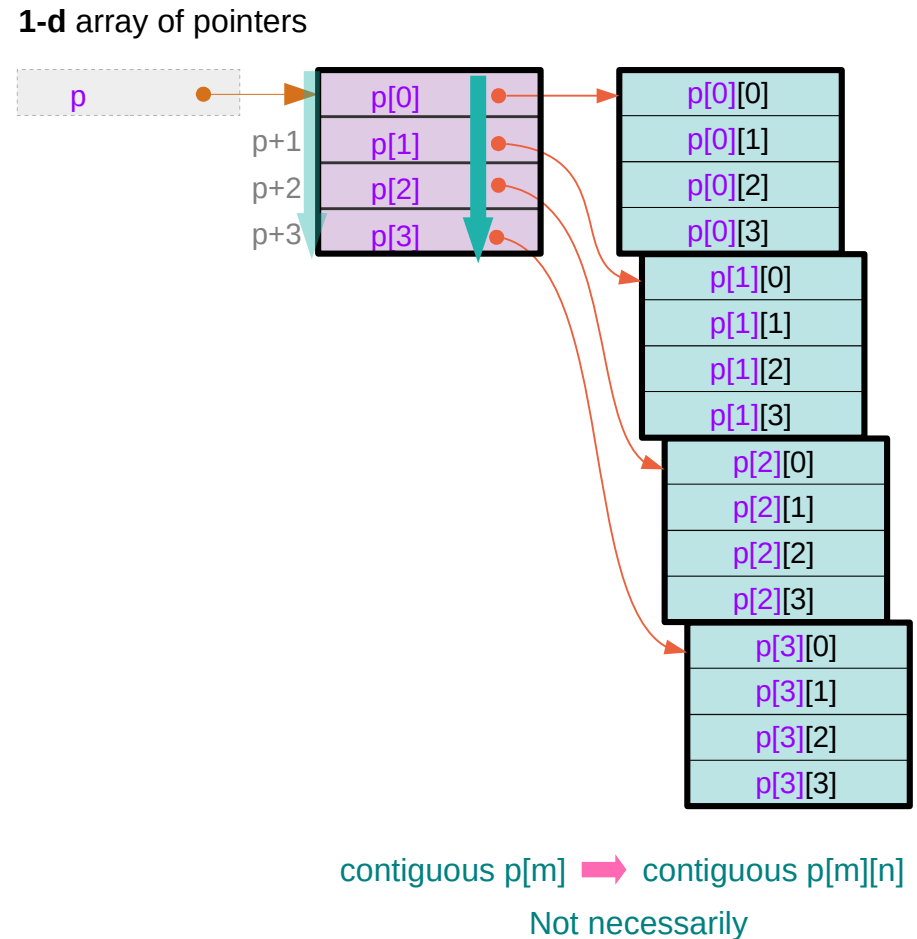 1-d array of pointers
p
p[0]
p+1
p[1]
p+2
p[2]
p+3
p[3]
p[0][0]
p[0][1]
p[0][2]
p[0][3]
p[1][0]
p[1][1]
p[1][2]
p[1][3]
p[2][0]
p[2][1]
p[2][2]
p[2][3]
p[3][0]
p[3][1]
p[3][2]
p[3][3]
contiguous p[m] contiguous p[m][n]
Not necessarily